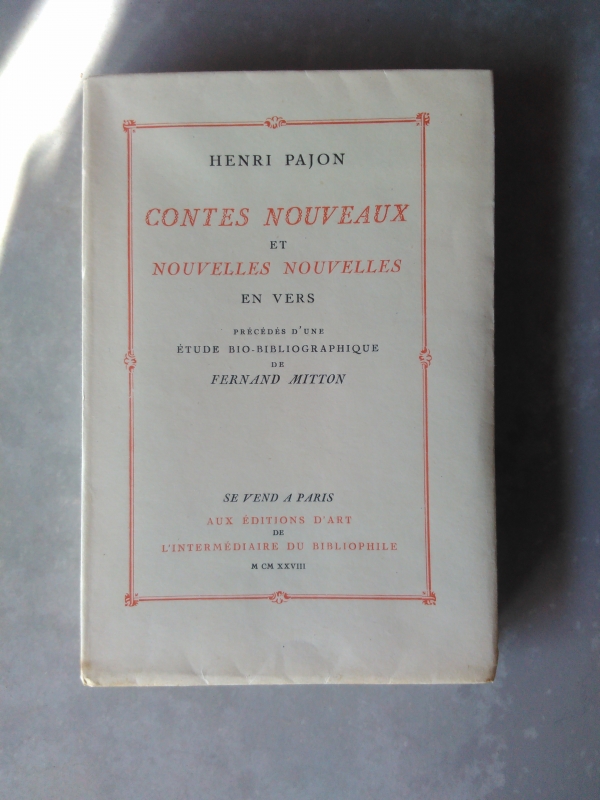 HENRI PAJON
CONTES NOUVEAUX
ET
NOUVELLES NOUVELLES
EN VERS
PRÉCÉDÉS D'UNE
ÉTUDE BIO-BIBLIOGRAPHIQUE
DE
FERNAND MITTON
SE VEND A PARIS
AUX ÉDITIONS D'ART
DE
L'INTERMÉDIAIRE DU BIBLIOPHILE
M CM XXVIII